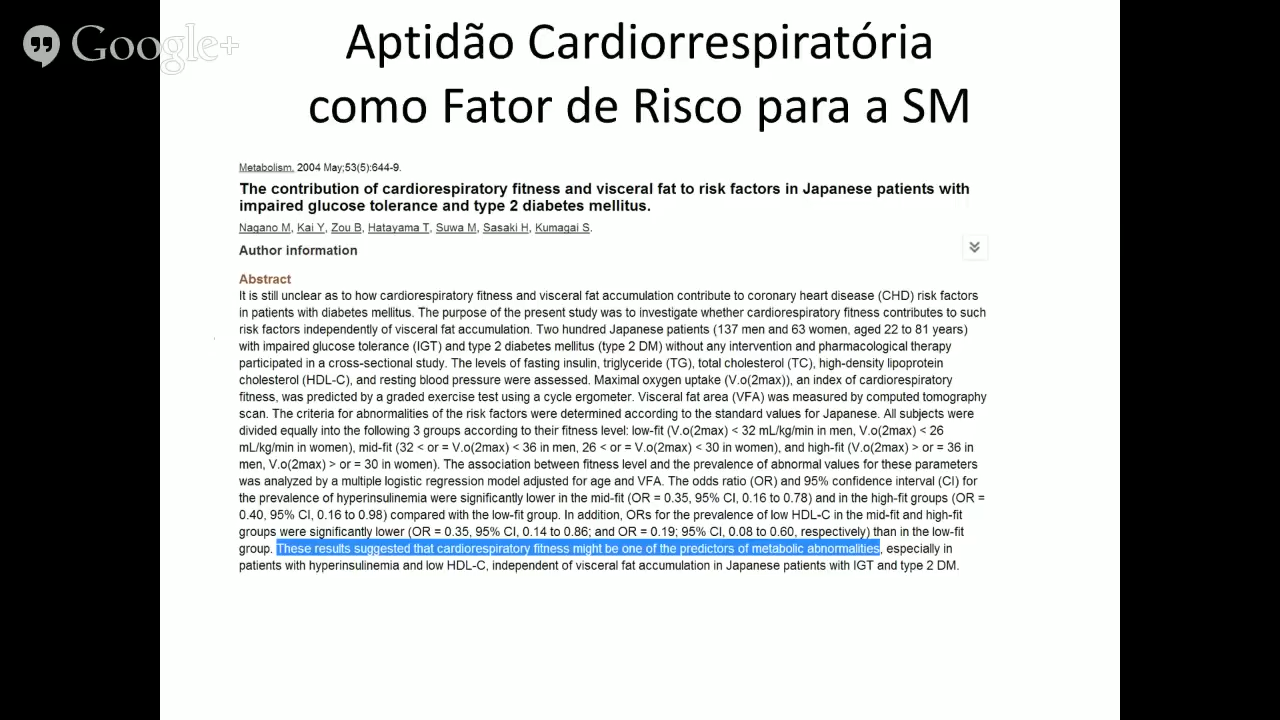 Google+
Aptidão Cardiorrespiratória
como Fator de Risco para a SM
Metabolism. 2004 May;53(5):644-9.
The contribution of cardiorespiratory fitness and visceral fat to risk factors in Japanese patients with
impaired glucose tolerance and type 2 diabetes mellitus.
Nagano M, Kai Y, Zou B, Hatayama T, Suwa M, Sasaki H, Kumagai S.
Author information
Abstract
It is still unclear as to how cardiorespiratory fitness and visceral fat accumulation contribute to coronary heart disease (CHD) risk factors
in patients with diabetes mellitus. The purpose of the present study was to investigate whether cardiorespiratory fitness contributes to such
risk factors independently of visceral fat accumulation. Two hundred Japanese patients (137 men and 63 women, aged 22 to 81 years)
with impaired glucose tolerance (IGT) and type 2 diabetes mellitus (type 2 DM) without any intervention and pharmacological therapy
participated in a cross-sectional study. The levels of fasting insulin, triglyceride (TG), total cholesterol (TC), high-density lipoprotein
cholesterol (HDL-C), and resting blood pressure were assessed. Maximal oxygen uptake (V.o(2max)), an index of cardiorespiratory
fitness, was predicted by a graded exercise test using a cycle ergometer. Visceral fat area (VFA) was measured by computed tomography
scan. The criteria for abnormalities of the risk factors were determined according to the standard values for Japanese. All subjects were
divided equally into the following 3 groups according to their fitness level: low-fit (V.o(2max) < 32 mL/kg/min in men, V.o(2max) < 26
mL/kg/min in women), mid-fit (32 < or = V.o(2max) < 36 in men, 26 < or = V.o(2max) < 30 in women), and high-fit (V.o(2max) > or = 36 in
men, V.o(2max) > or = 30 in women). The association between fitness level and the prevalence of abnormal values for these parameters
was analyzed by a multiple logistic regression model adjusted for age and VFA. The odds ratio (OR) and 95% confidence interval (CI) for
the prevalence of hyperinsulinemia were significantly lower in the mid-fit (OR = 0.35, 95% CI, 0.16 to 0.78) and in the high-fit groups (OR =
0.40, 95% CI, 0.16 to 0.98) compared with the low-fit group. In addition, ORs for the prevalence of low HDL-C in the mid-fit and high-fit
groups were significantly lower (OR = 0.35, 95% CI, 0.14 to 0.86; and OR = 0.19; 95% CI, 0.08 to 0.60, respectively) than in the low-fit
group. These results suggested that cardiorespiratory fitness might be one of the predictors of metabolic abnormalities, especially in
patients with hyperinsulinemia and low HDL-C, independent of visceral fat accumulation in Japanese patients with IGT and type 2 DM.